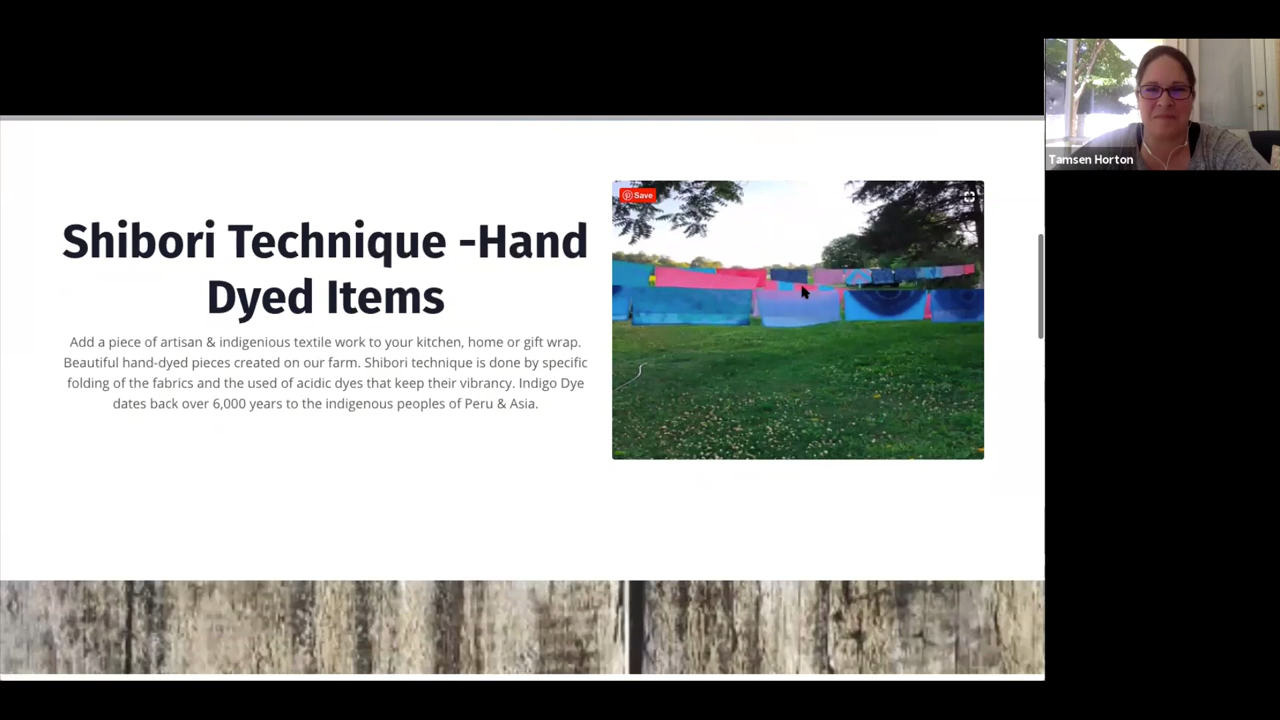 Save
Shibori Technique -Hand
Dyed Items
Add a piece of artisan & indigenious textile work to your kitchen, home or gift wrap.
Beautiful hand-dyed pieces created on our farm. Shibori technique is done by specific
folding of the fabrics and the used of acidic dyes that keep their vibrancy. Indigo Dye
dates back over 6,000 years to the indigenous peoples of Peru & Asia.
Tamsen Horton